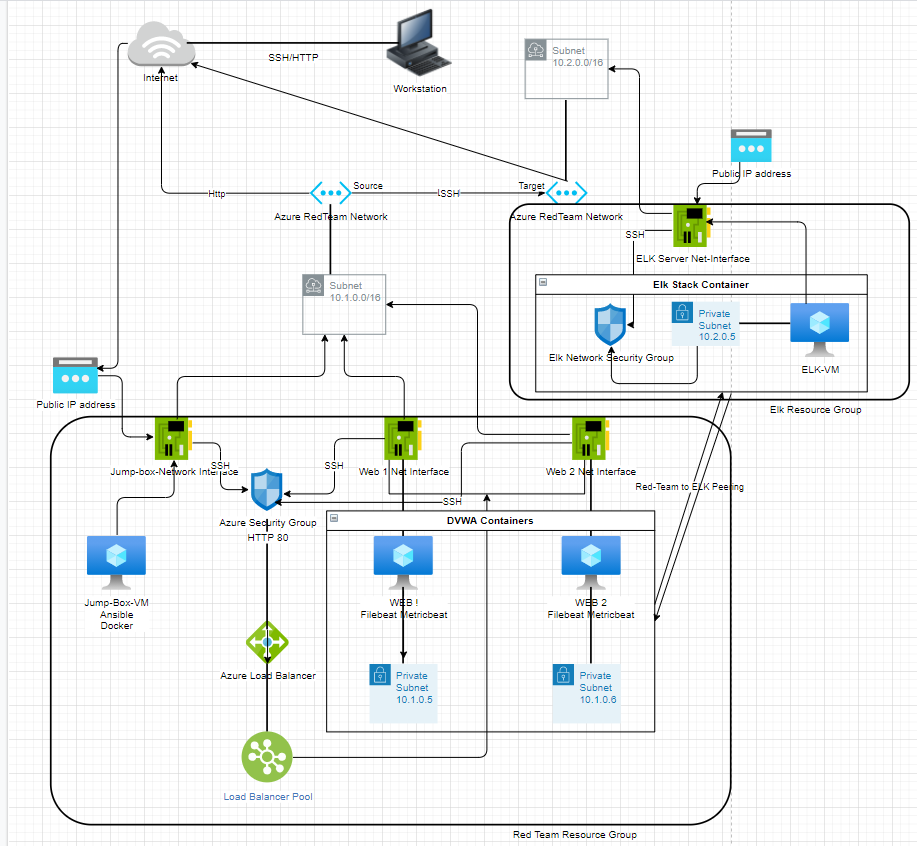 Subnet
10.2.0.0/16
SSH/HTTP
Internet
Workstation
Public IP address
Source
Target
Http
SSH
Azure RedTeam Network
Azure RedTeam Network
SSH
ELK Server Net-Interface
Elk Stack Container
Subnet
10.1.0.0/16
Private
Subnet
10.2.0.5
Elk Network Security Group
ELK-VM
Public IP address
Elk Resource Group
Jump-box-Network Interface
SSH
SSH
Web 1 Net Interface
Web 2 Net Interface
Red-Team to ELK Peering
SSH
Azure Security Group
HTTP 80
DVWA Containers
Jump-Box-VM
Ansible
Docker
WEB !
Filebeat Metricbeat
WEB 2
Filebeat Metricbeat
Azure Load Balancer
Private
Subnet
10.1.0.5
Private
Subnet
10.1.0.6
Load Balancer Pool
Red Team Resource Group